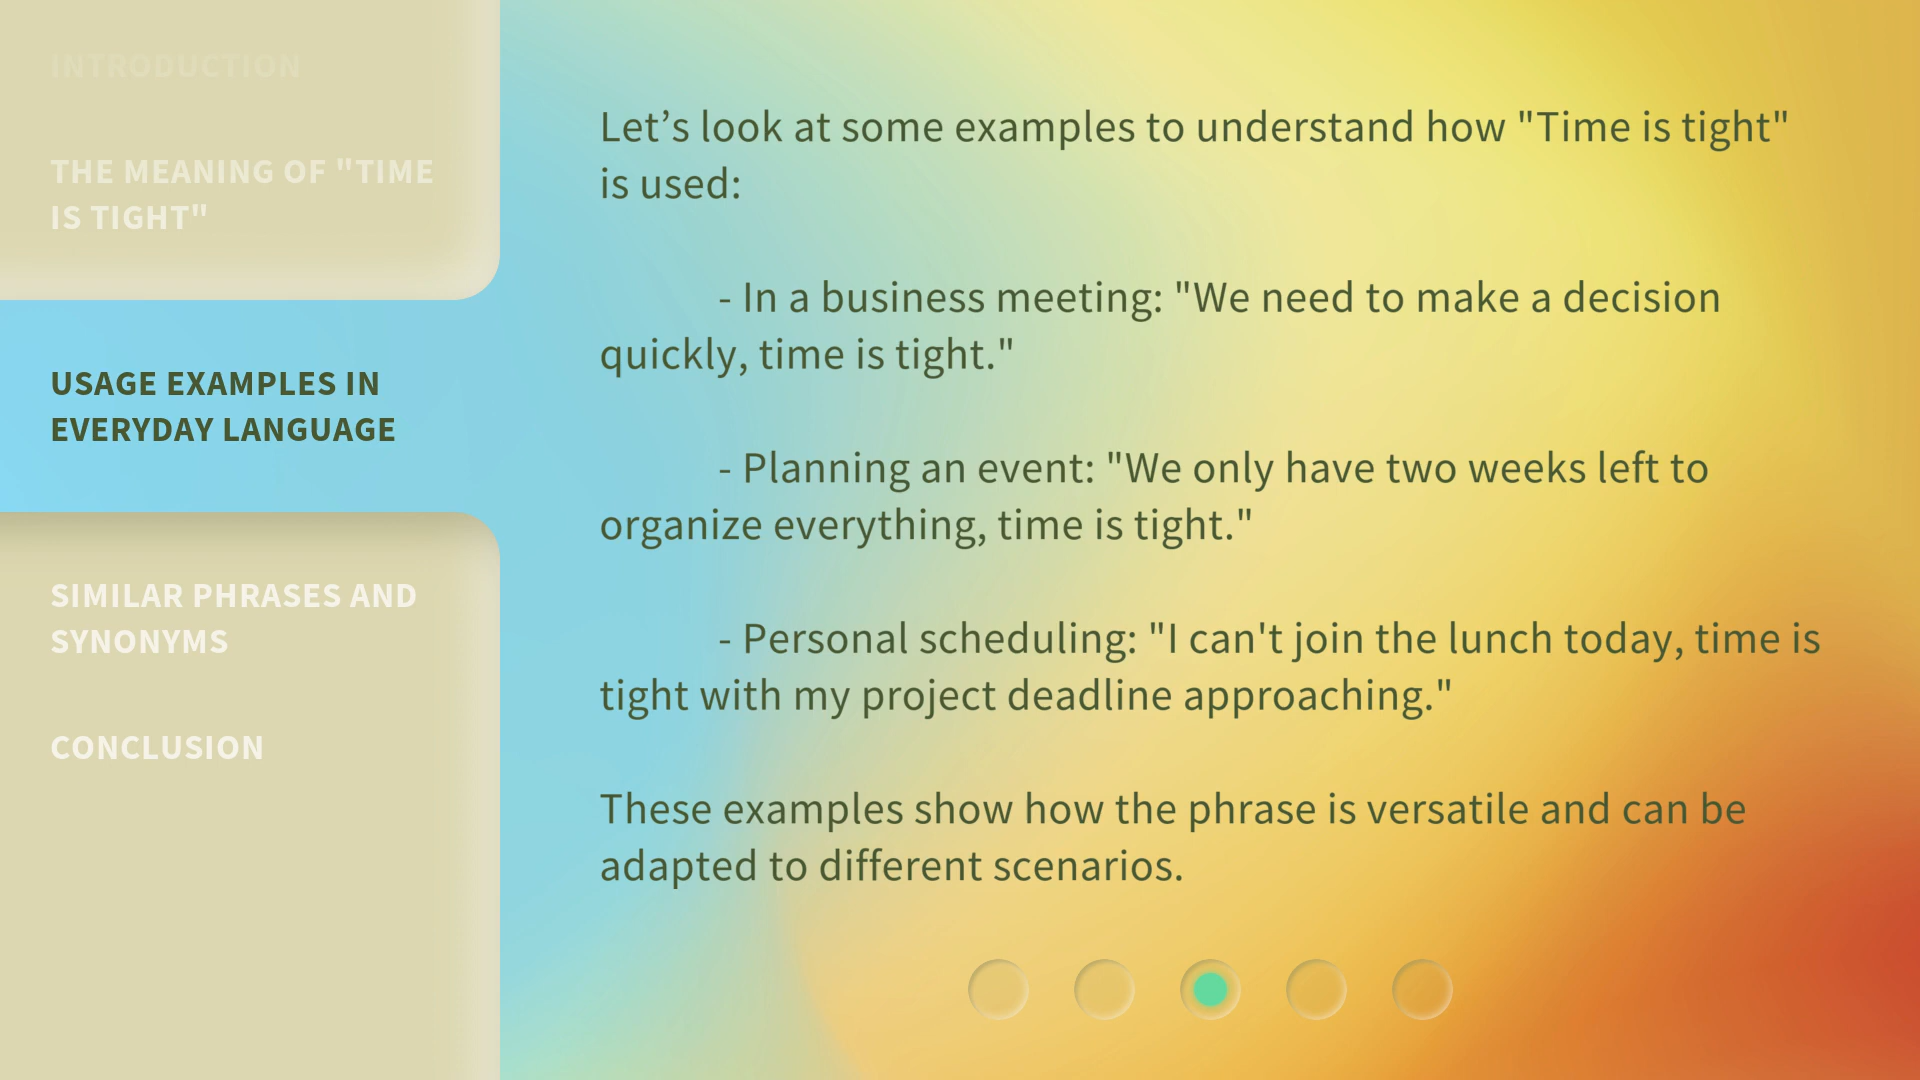 INTRODUCTION
THE MEANING OF "TIME
IS TIGHT"
USAGE EXAMPLES IN
EVERYDAY LANGUAGE
SIMILAR PHRASES AND
SYNONYMS
CONCLUSION
Let’s look at some examples to understand how "Time is tight"
is used:
- In a business meeting: "We need to make a decision
quickly, time is tight."
- Planning an event: "We only have two weeks left to
organize everything, time is tight."
- Personal scheduling: "I can't join the lunch today, time is
tight with my project deadline approaching."
These examples show how the phrase is versatile and can be
adapted to different scenarios.